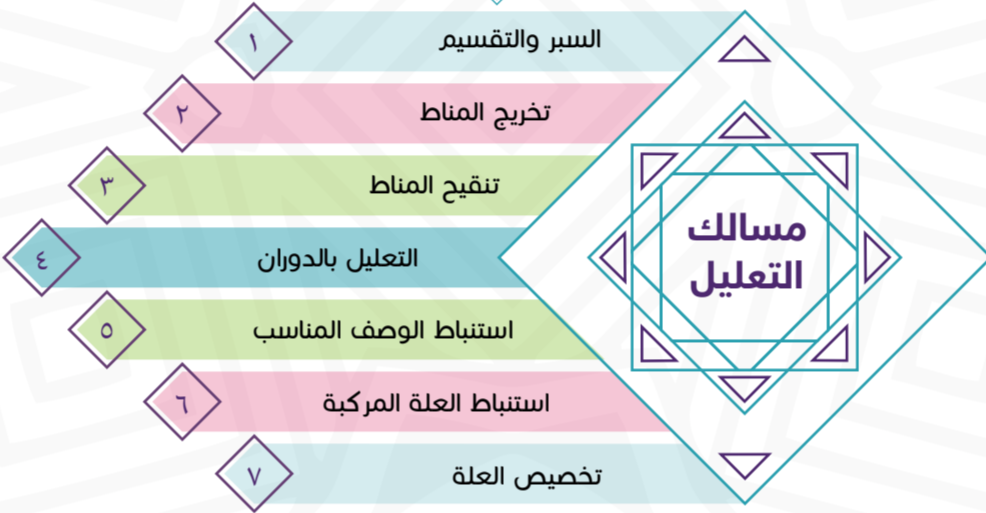 مسالك
التعليل
١ السبر والتقسيم
٢ تخريج المناط
٣ تنقيح المناط
٤ التعليل بالدوران
٥ استنباط الوصف المناسب
٦ استنباط العلة المركبة
٧ تخصيص العلة